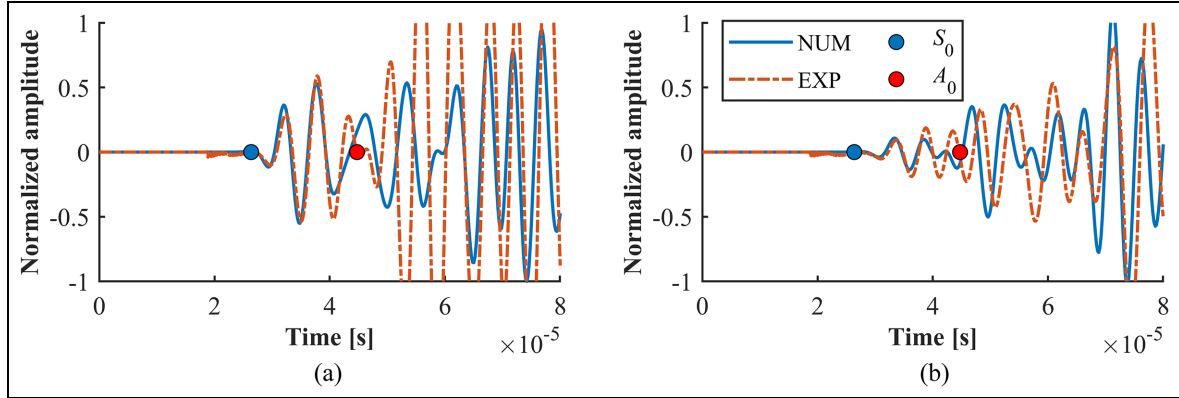 Normalized amplitude
1
0.5
0
-0.5
-1
0 2 4 6 8
Time [s]
×10-5
(a)
Normalized amplitude
1
0.5
0
-0.5
-1
NUM S0
EXP A0
0 2 4 6 8
Time [s]
×10-5
(b)